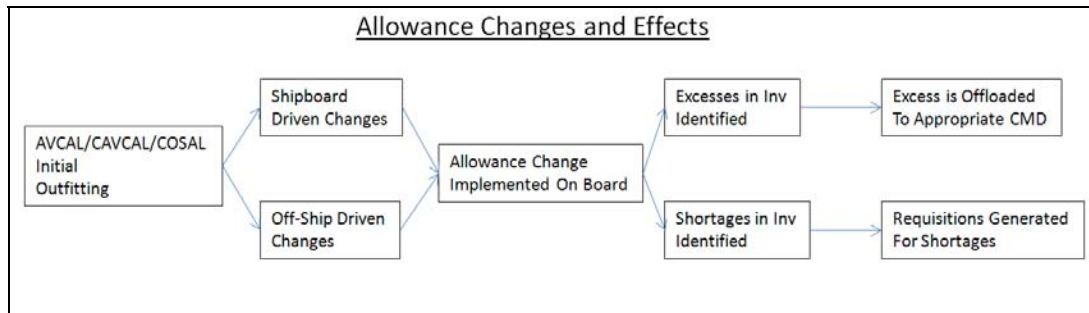 Allowance Changes and Effects
AVCAL/CAVCAL/COSAL
Initial
Outfitting
Shipboard
Driven Changes
Off-Ship Driven
Changes
Allowance Change
Implemented On Board
Excesses in Inv
Identified
Excess is Offloaded
To Appropriate CMD
Shortages in Inv
Identified
Requisitions Generated
For Shortages